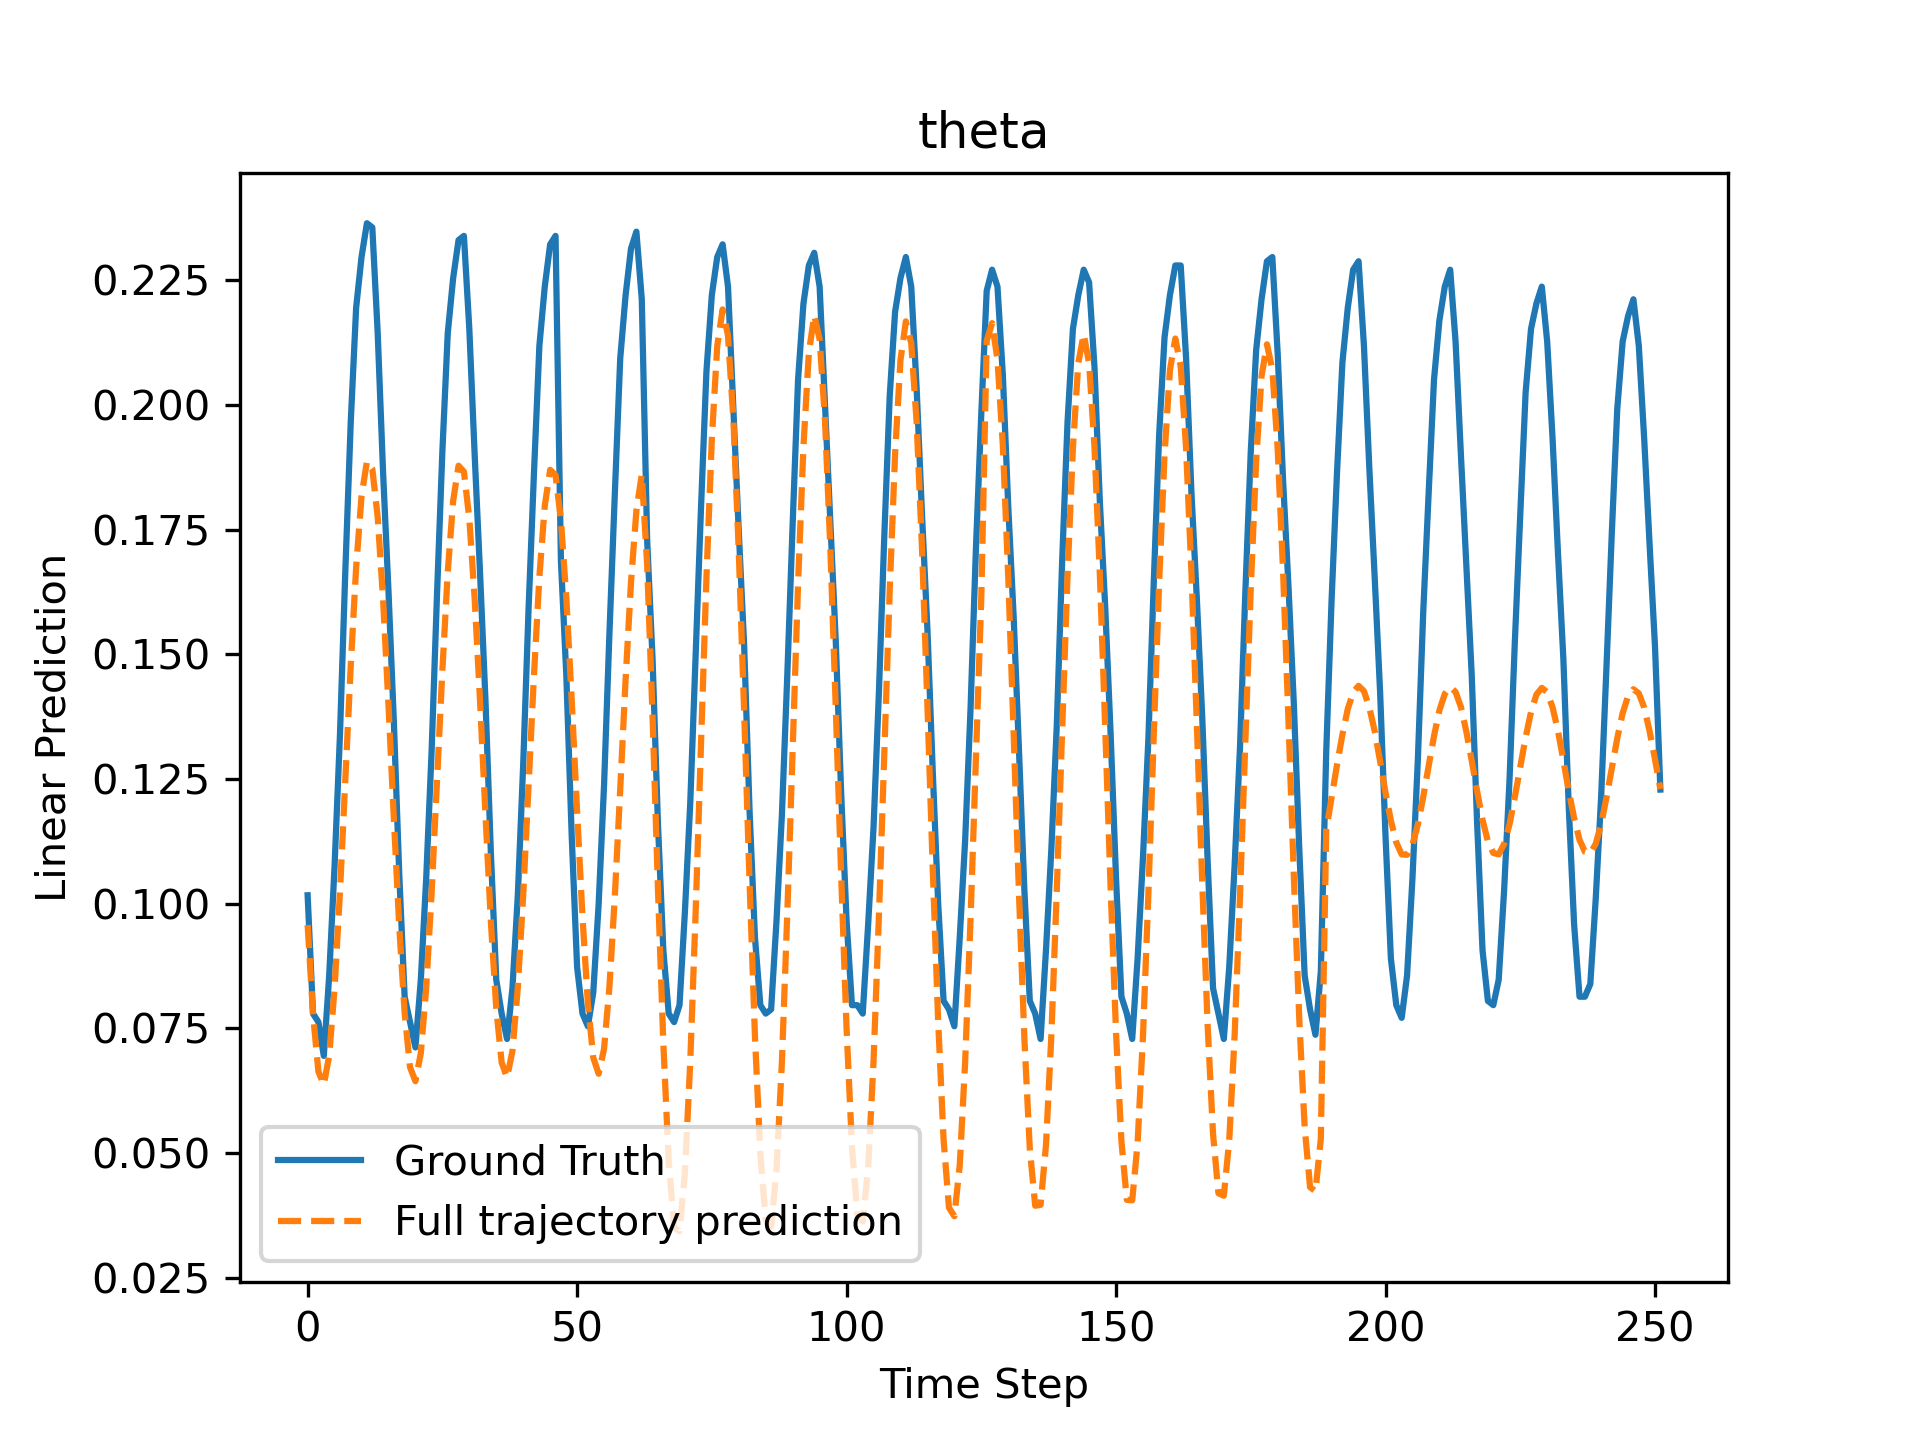 theta
Linear Prediction
0.225
0.200
0.175
0.150
0.125
0.100
0.075
0.050
0.025
Ground Truth
Full trajectory prediction
0 50 100 150 200 250
Time Step